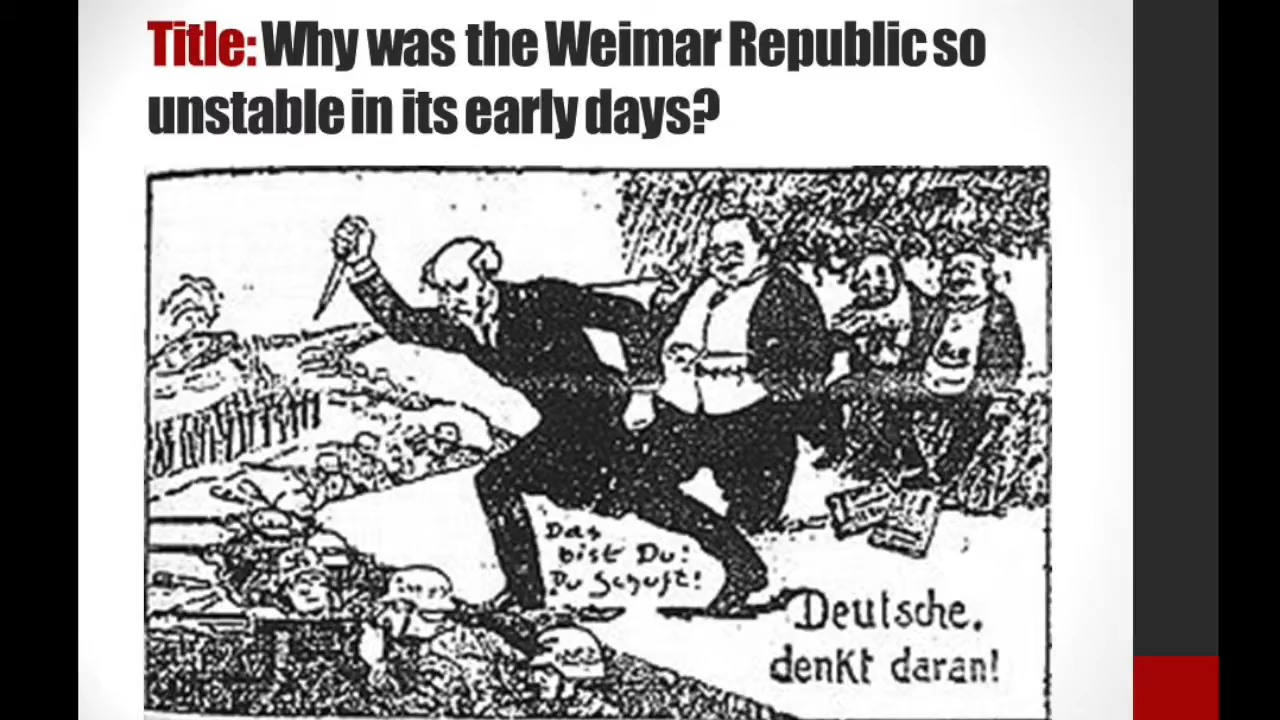 Title: Why was the Weimar Republic so
unstable in its early days?
Das
bist Du!
Du Schuft!
Deutsche,
denkt daran!